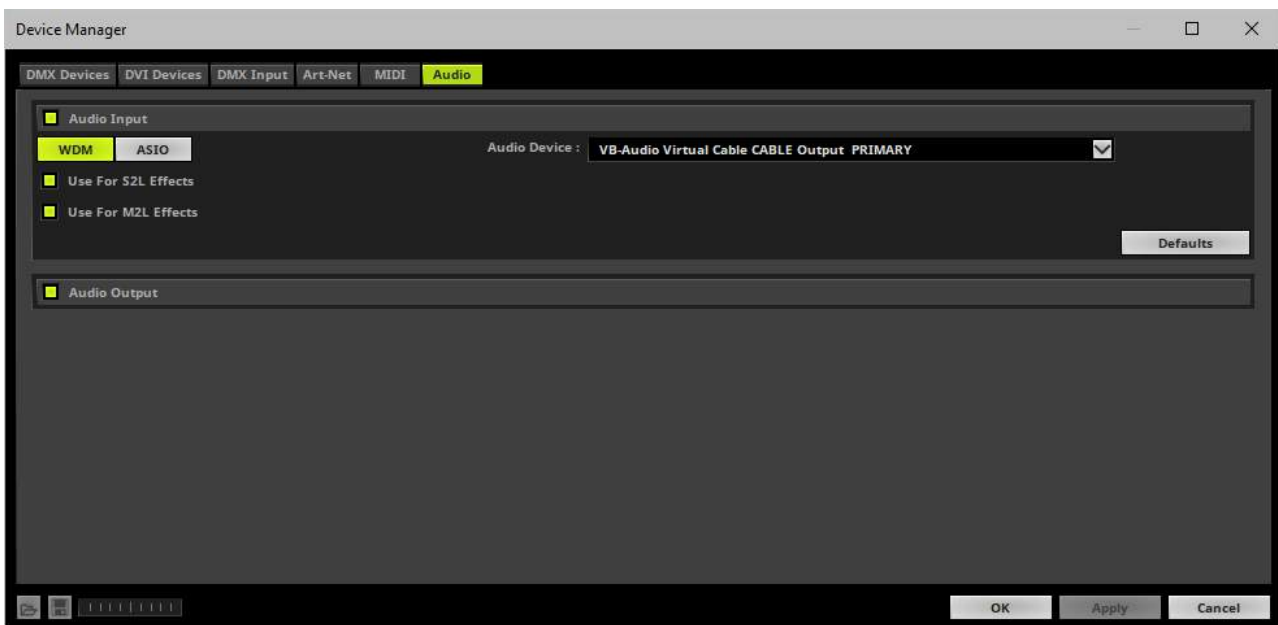 Device Manager
DMX Devices DVI Devices DMX Input Art-Net MIDI Audio
Audio Input
WDM ASIO Audio Device : VB-Audio Virtual Cable CABLE Output PRIMARY
Use For S2L Effects
Use For M2L Effects
Defaults
Audio Output
OK Apply Cancel